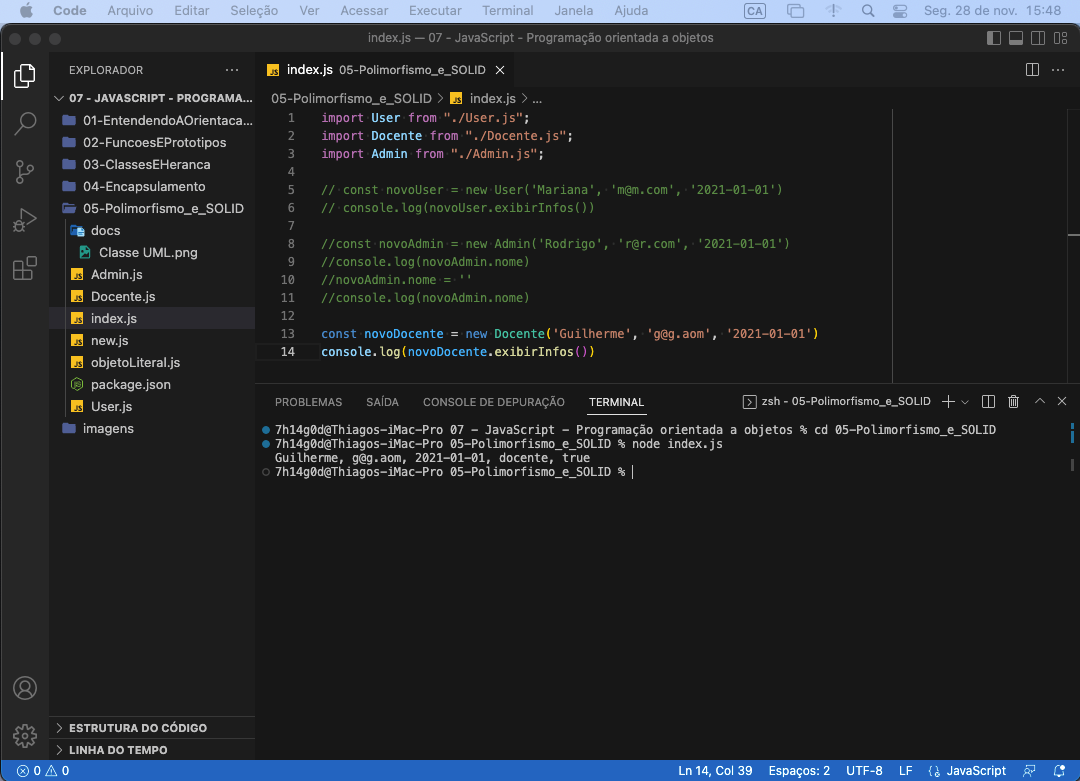 Code Arquivo Editar Seleção Ver Acessar Executar Terminal Janela Ajuda CA Seg. 28 de nov. 15:48
index.js — 07 - JavaScript - Programação orientada a objetos
EXPLORADOR
07 - JAVASCRIPT - PROGRAMA...
01-EntendendoAOrientaca...
02-FuncoesEPrototipos
03-ClassesEHeranca
04-Encapsulamento
05-Polimorfismo_e_SOLID
docs
Classe UML.png
JS Admin.js
JS Docente.js
JS index.js
JS new.js
JS objetoLiteral.js
JS package.json
JS User.js
imagens
ESTRUTURA DO CÓDIGO
LINHA DO TEMPO
JS index.js 05-Polimorfismo_e_SOLID
05-Polimorfismo_e_SOLID > JS index.js > ...
1 import User from "./User.js";
2 import Docente from "./Docente.js";
3 import Admin from "./Admin.js";
4
5 // const novoUser = new User('Mariana', 'm@m.com', '2021-01-01')
6 // console.log(novoUser.exibirInfos())
7
8 //const novoAdmin = new Admin('Rodrigo', 'r@r.com', '2021-01-01')
9 //console.log(novoAdmin.nome)
10 //novoAdmin.nome = ''
11 //console.log(novoAdmin.nome)
12
13 const novoDocente = new Docente('Guilherme', 'g@g.aom', '2021-01-01')
14 console.log(novoDocente.exibirInfos())
PROBLEMAS SAÍDA CONSOLE DE DEPURAÇÃO TERMINAL zsh - 05-Polimorfismo_e_SOLID
7h14g0d@Thiagos-iMac-Pro 07 - JavaScript - Programação orientada a objetos % cd 05-Polimorfismo_e_SOLID
7h14g0d@Thiagos-iMac-Pro 05-Polimorfismo_e_SOLID % node index.js
Guilherme, g@g.aom, 2021-01-01, docente, true
7h14g0d@Thiagos-iMac-Pro 05-Polimorfismo_e_SOLID %
0 0 Ln 14, Col 39 Espaços: 2 UTF-8 LF {} JavaScript